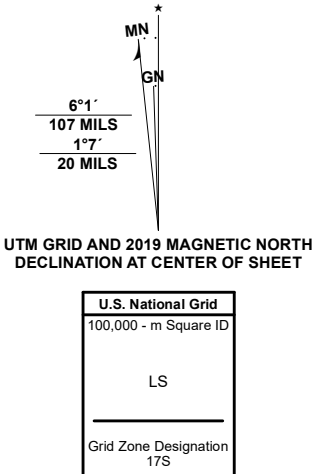 ★
MN
GN
6°1´
107 MILS
1°7´
20 MILS
UTM GRID AND 2019 MAGNETIC NORTH
DECLINATION AT CENTER OF SHEET
U.S. National Grid
100,000 - m Square ID
LS
Grid Zone Designation
17S